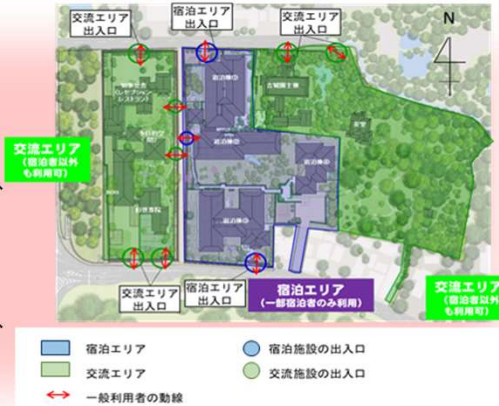 交流エリア
出入口
宿泊エリア
出入口
交流エリア
出入口
N
宿泊棟①
交流エリア
（宿泊者以外
も利用可）
宿泊棟②
交流エリア
出入口
宿泊エリア
出入口
宿泊エリア
（一部宿泊者のみ利用）
交流エリア
（宿泊者以外
も利用可）
宿泊エリア
宿泊施設の出入口
交流エリア
交流施設の出入口
一般利用者の動線